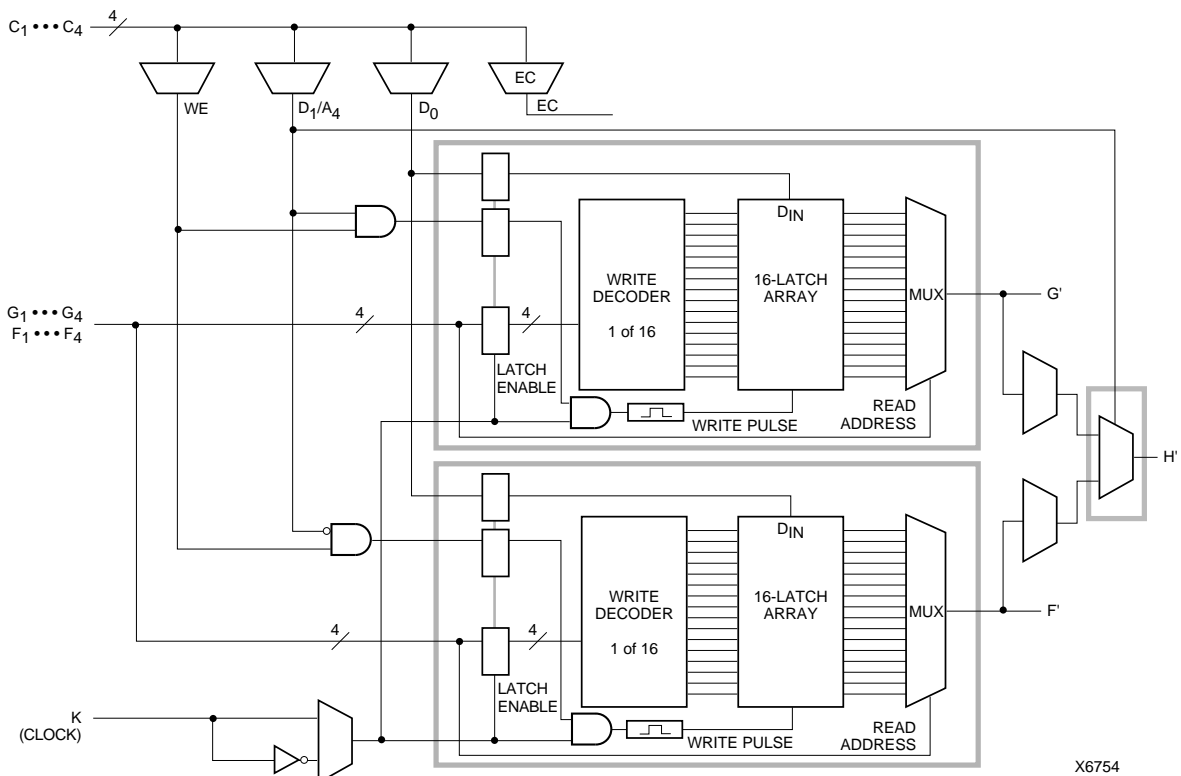 C1 ••• C4
4
EC
WE
D1/A4
D0
EC
DIN
WRITE
DECODER
1 of 16
16-LATCH
ARRAY
MUX
G'
G1 ••• G4
F1 ••• F4
4
4
LATCH
ENABLE
WRITE PULSE
READ
ADDRESS
H'
DIN
WRITE
DECODER
1 of 16
16-LATCH
ARRAY
MUX
F'
4
4
LATCH
ENABLE
K
(CLOCK)
WRITE PULSE
READ
ADDRESS
X6754